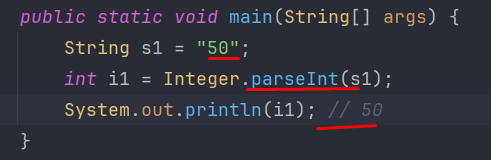 public static void main(String[] args) {
    String s1 = "50";
    int i1 = Integer.parseInt(s1);
    System.out.println(i1); // 50
}